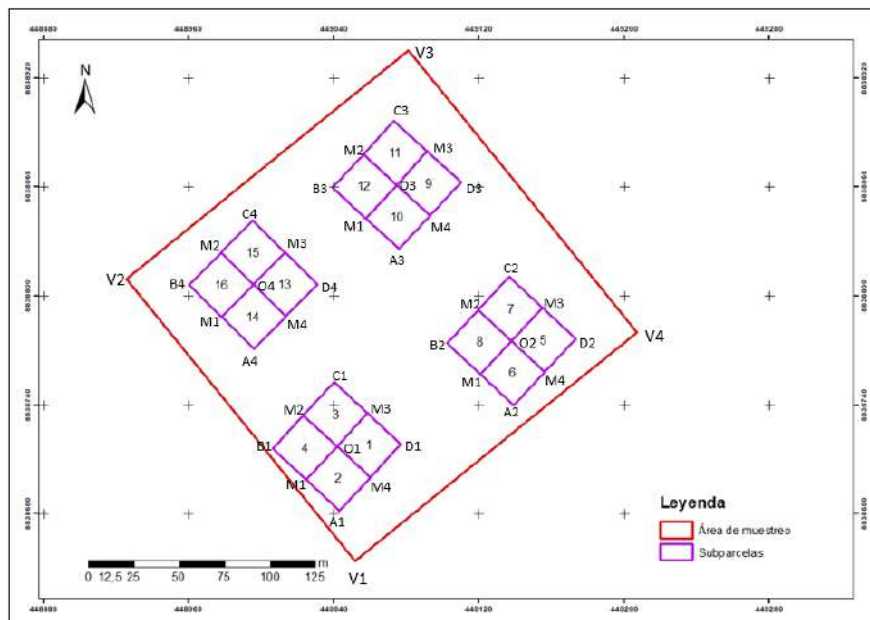 V3
N
C3
M2
11
M3
B3
12
O3
9
D3
M1
10
M4
A3
C4
M2
15
M3
V2
B4
16
O4
13
D4
M1
14
M4
A4
C2
M2
7
M3
B2
8
O2
5
D2
V4
M1
6
M4
A2
C1
M2
3
M3
B1
4
O1
1
D1
M1
2
M4
A1
V1
Leyenda
Área de muestreo
Subparcelas
m
0 12,5 25 50 75 100 125